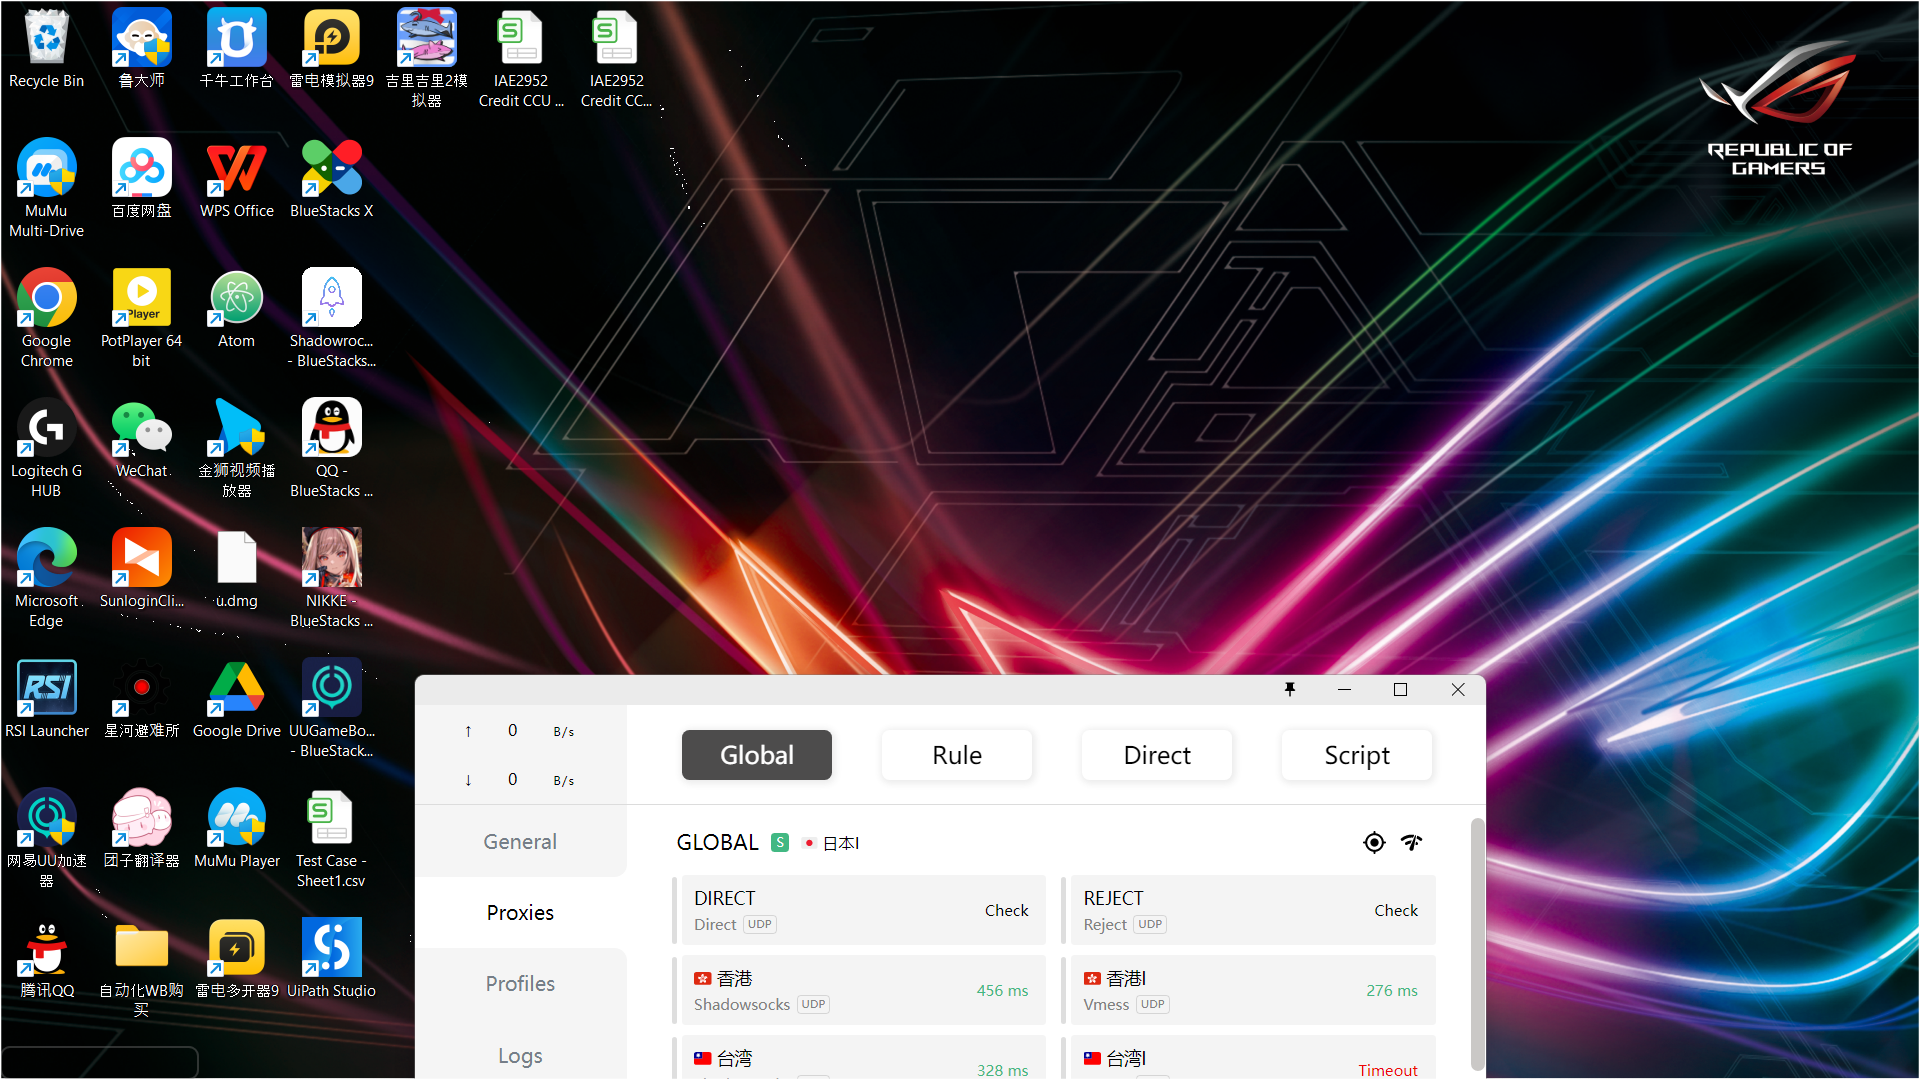 Recycle Bin
鲁大师
千牛工作台
雷电模拟器9
吉里吉里2模
拟器
IAE2952
Credit CCU ...
IAE2952
Credit CC...
REPUBLIC OF
GAMERS
MuMu
Multi-Drive
百度网盘
WPS Office
BlueStacks X
Google
Chrome
Player
PotPlayer 64
bit
Atom
Shadowroc...
- BlueStacks...
Logitech G
HUB
WeChat
金狮视频播
放器
QQ -
BlueStacks ...
Microsoft
Edge
SunloginCli...
u.dmg
NIKKE -
BlueStacks ...
RSI
RSI Launcher
星河避难所
Google Drive
UUGameBo...
- BlueStack...
网易UU加速
器
团子翻译器
MuMu Player
Test Case -
Sheet1.csv
腾讯QQ
自动化WB购
买
雷电多开器9
UiPath Studio
↑ 0 B/s
↓ 0 B/s
Global
Rule
Direct
Script
General
Proxies
Profiles
Logs
GLOBAL S 日本I
DIRECT
Direct UDP
Check
REJECT
Reject UDP
Check
香港
Shadowsocks UDP
456 ms
香港I
Vmess UDP
276 ms
台湾
328 ms
台湾I
Timeout